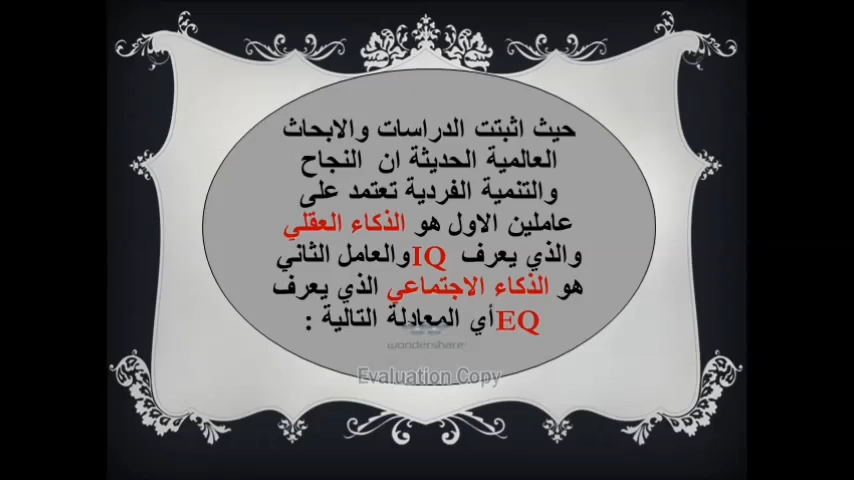 حيث اثبتت الدراسات والابحاث
العالمية الحديثة ان النجاح
والتنمية الفردية تعتمد على
عاملين الاول هو الذكاء العقلي
والذي يعرف IQ والعامل الثاني
هو الذكاء الاجتماعي الذي يعرف
EQ أي المعادلة التالية :
wondershare
Evaluation Copy